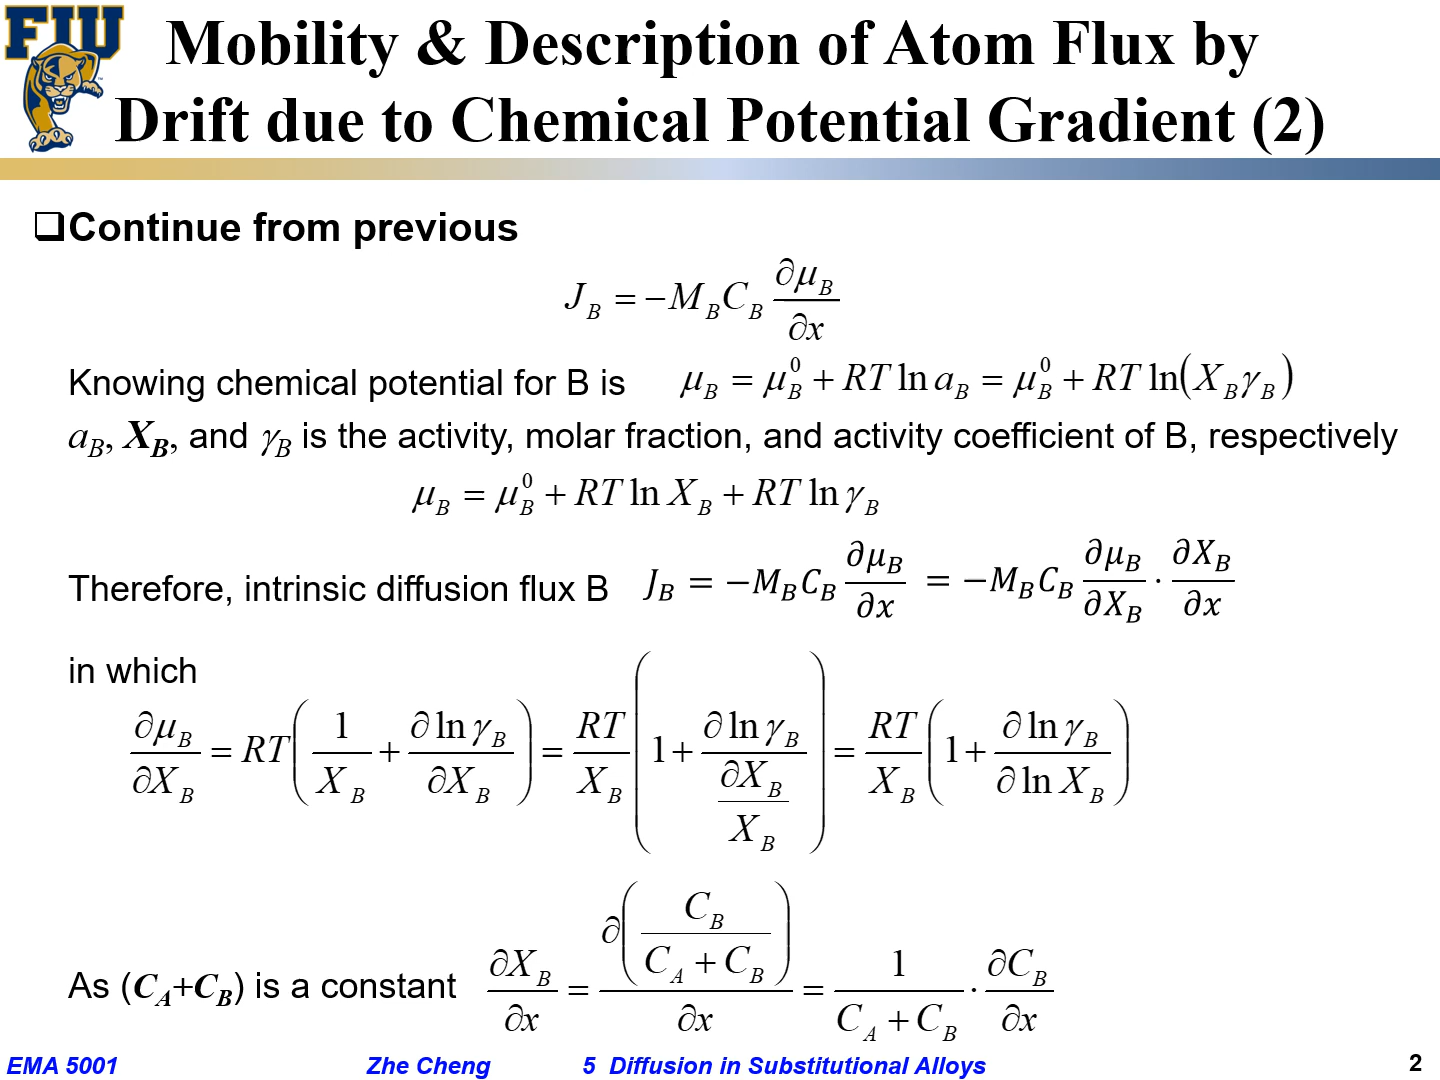 FIU
Mobility & Description of Atom Flux by
Drift due to Chemical Potential Gradient (2)
❑Continue from previous
J_B = −M_B C_B ∂μ_B/∂x
Knowing chemical potential for B is μ_B = μ_B^0 + RT ln a_B = μ_B^0 + RT ln(X_B γ_B)
a_B, X_B, and γ_B is the activity, molar fraction, and activity coefficient of B, respectively
μ_B = μ_B^0 + RT ln X_B + RT ln γ_B
Therefore, intrinsic diffusion flux B J_B = −M_B C_B ∂μ_B/∂x = −M_B C_B ∂μ_B/∂X_B · ∂X_B/∂x
in which
∂μ_B/∂X_B = RT(1/X_B + ∂ ln γ_B/∂X_B) = RT/X_B (1 + ∂ ln γ_B/(∂X_B/X_B)) = RT/X_B (1 + ∂ ln γ_B/∂ ln X_B)
As (C_A+C_B) is a constant ∂X_B/∂x = ∂(C_B/(C_A + C_B))/∂x = 1/(C_A + C_B) · ∂C_B/∂x
EMA 5001 Zhe Cheng 5 Diffusion in Substitutional Alloys 2